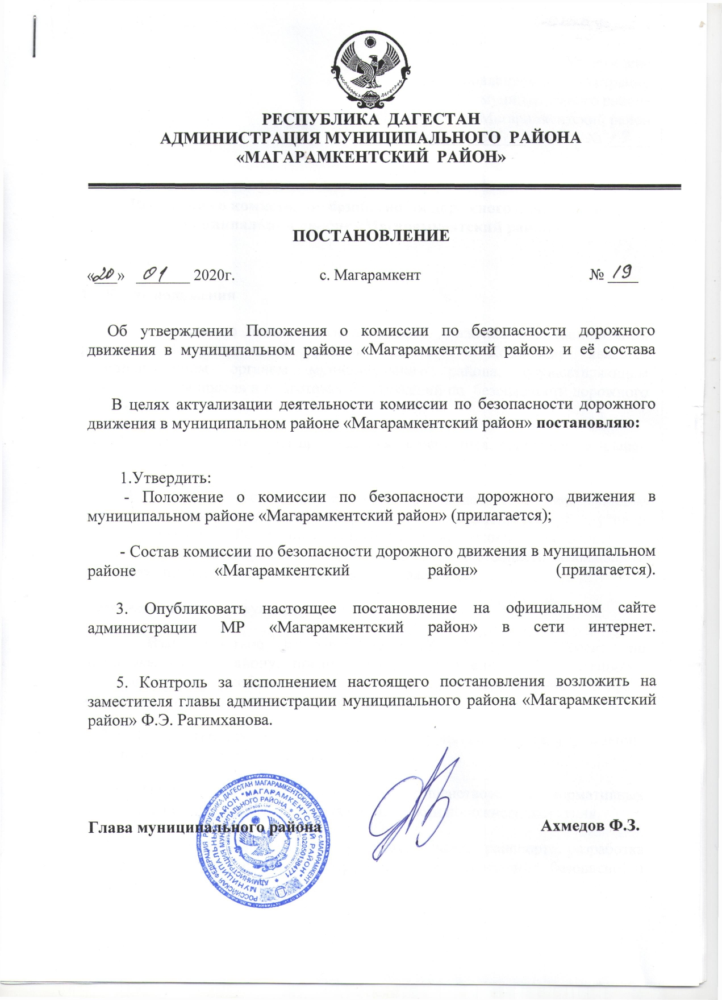 РЕСПУБЛИКА ДАГЕСТАН
РЕСПУБЛИКА ДАГЕСТАН
АДМИНИСТРАЦИЯ МУНИЦИПАЛЬНОГО РАЙОНА
«МАГАРАМКЕНТСКИЙ РАЙОН»
ПОСТАНОВЛЕНИЕ
«20» 01 2020г. с. Магарамкент № 19
Об утверждении Положения о комиссии по безопасности дорожного
движения в муниципальном районе «Магарамкентский район» и её состава
В целях актуализации деятельности комиссии по безопасности дорожного
движения в муниципальном районе «Магарамкентский район» постановляю:
1.Утвердить:
- Положение о комиссии по безопасности дорожного движения в
муниципальном районе «Магарамкентский район» (прилагается);
- Состав комиссии по безопасности дорожного движения в муниципальном
районе «Магарамкентский район» (прилагается).
3. Опубликовать настоящее постановление на официальном сайте
администрации МР «Магарамкентский район» в сети интернет.
5. Контроль за исполнением настоящего постановления возложить на
заместителя главы администрации муниципального района «Магарамкентский
район» Ф.Э. Рагимханова.
Глава муниципального района Ахмедов Ф.З.
РОССИЙСКАЯ ФЕДЕРАЦИЯ РЕСПУБЛИКА ДАГЕСТАН МАГАРАМКЕНТСКИЙ РАЙОН с.МАГАРАМКЕНТ
МУНИЦИПАЛЬНЫЙ РАЙОН "МАГАРАМКЕНТСКИЙ РАЙОН"
АДМИНИСТРАЦИЯ МУНИЦИПАЛЬНОГО РАЙОНА * ОГРН 1020501384771